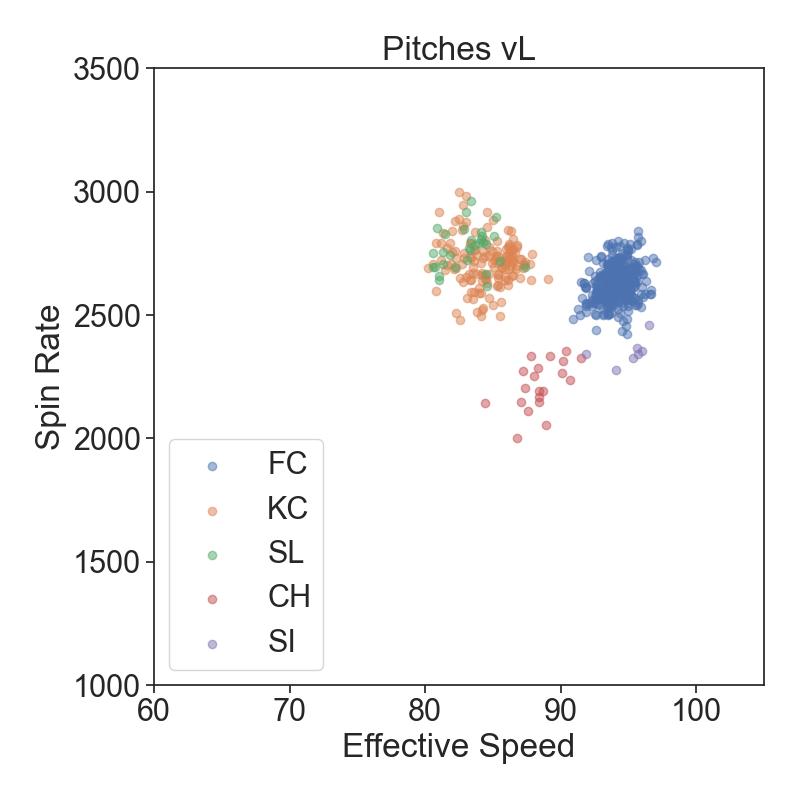 Pitches vL
3500
3000
2500
2000
1500
1000
Spin Rate
FC
KC
SL
CH
SI
60 70 80 90 100
Effective Speed